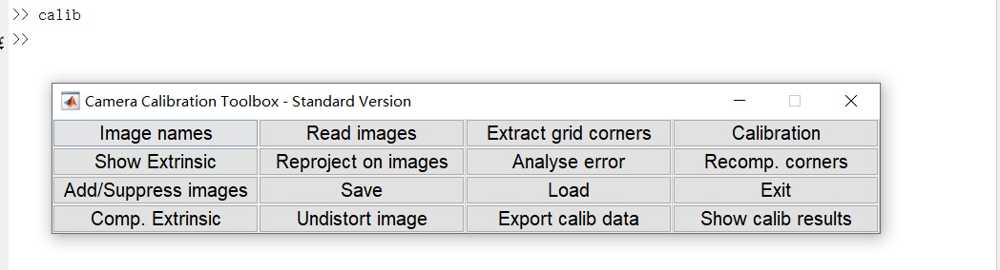 >> calib
>>
Camera Calibration Toolbox - Standard Version
Image names Read images Extract grid corners Calibration
Show Extrinsic Reproject on images Analyse error Recomp. corners
Add/Suppress images Save Load Exit
Comp. Extrinsic Undistort image Export calib data Show calib results